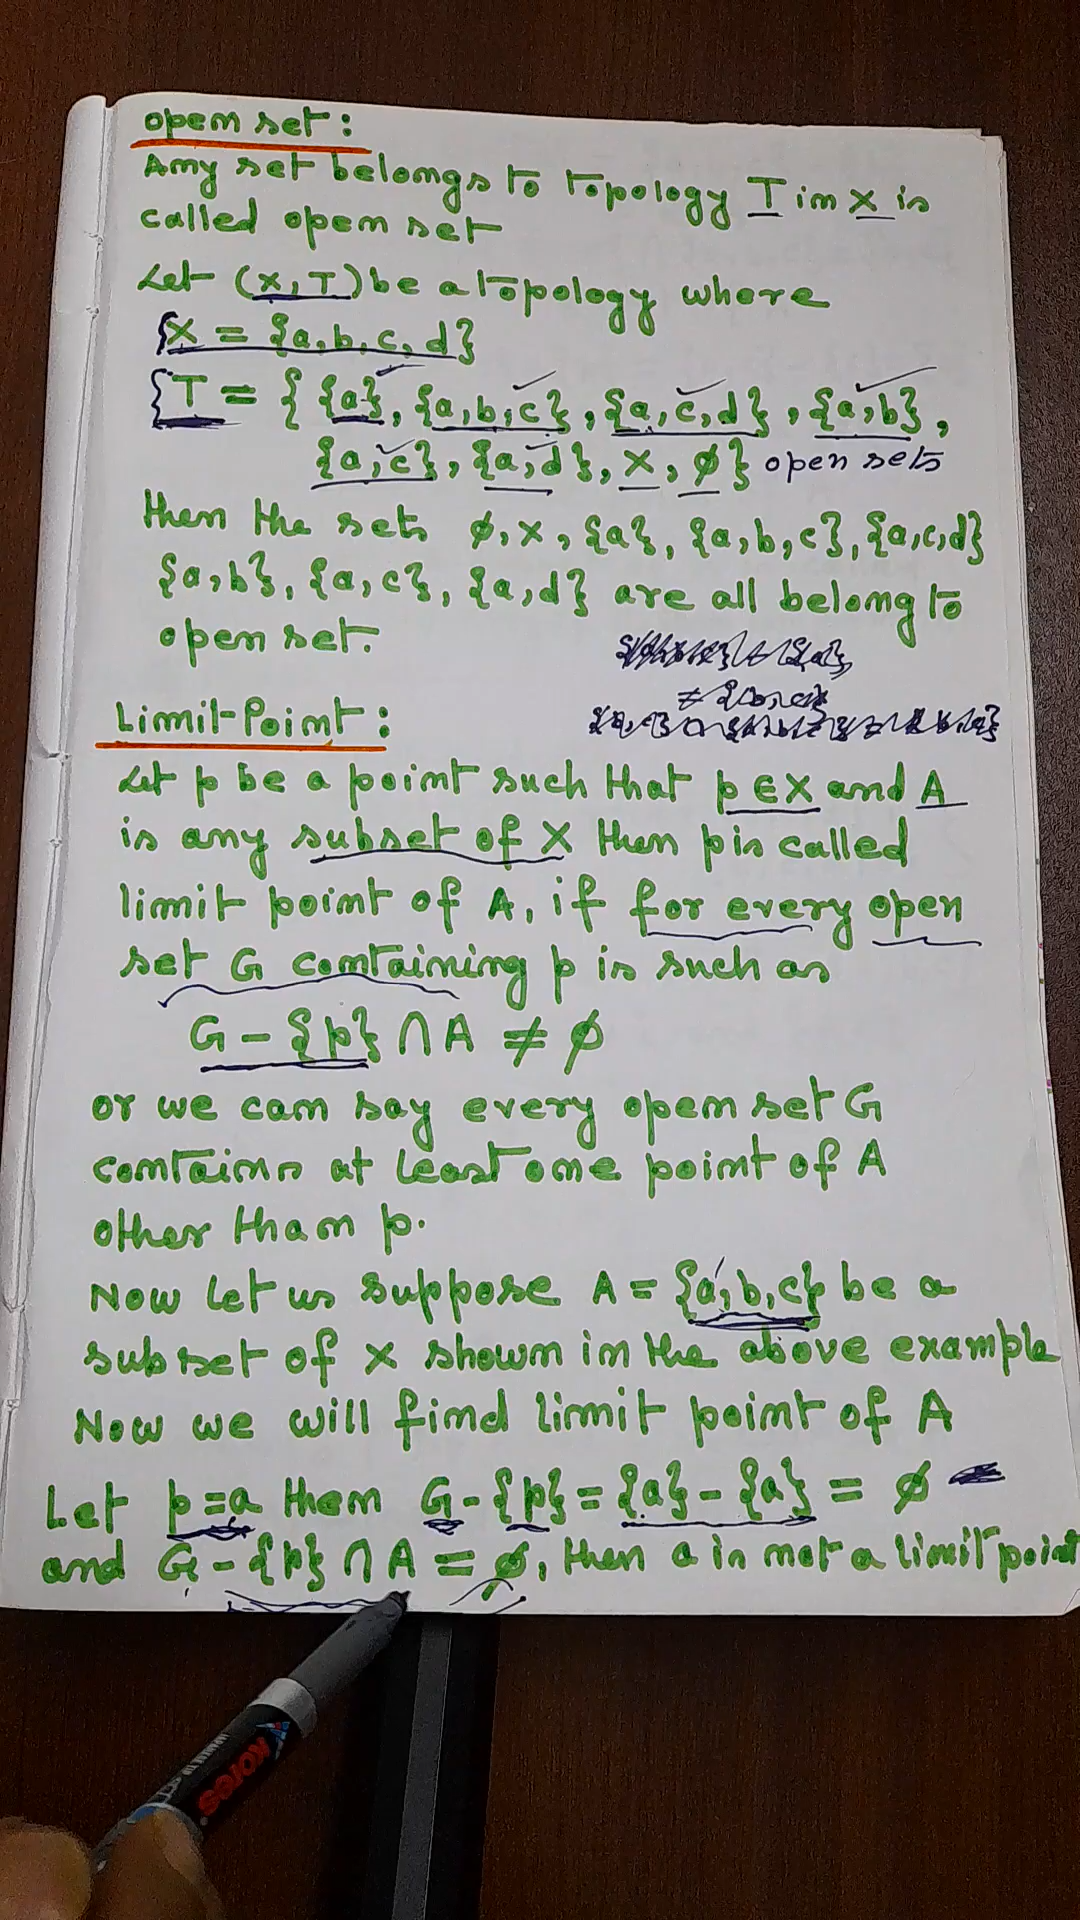 open set:
Any set belongs to topology T in X is
called open set
Let (X, T) be a topology where
X = {a, b, c, d}
T = { {a}, {a, b, c}, {a, c, d}, {a, b},
{a, c}, {a, d}, X, φ} open sets
then the sets φ, X, {a}, {a, b, c}, {a, c, d}
{a, b}, {a, c}, {a, d} are all belong to
open set.
Limit-Point:
Let p be a point such that p ∈ X and A
is any subset of X then p is called
limit point of A, if for every open
set G containing p is such as
G - {p} ∩ A ≠ φ
or we can say every open set G
contains at least one point of A
other than p.
Now let us suppose A = {a, b, c} be a
subset of X shown in the above example
Now we will find limit point of A
Let p = a then G - {p} = {a} - {a} = φ
and G - {p} ∩ A = φ, then a is not a limit point
KORES